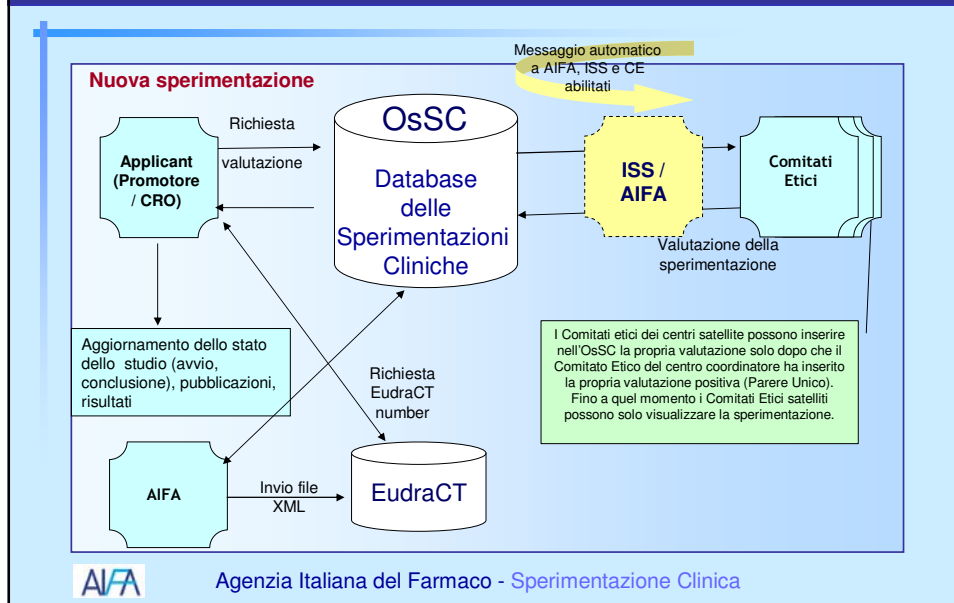 Messaggio automatico
a AIFA, ISS e CE
abilitati
Nuova sperimentazione
Applicant
(Promotore
/ CRO)
Richiesta
valutazione
OsSC
Database
delle
Sperimentazioni
Cliniche
ISS /
AIFA
Comitati
Etici
Valutazione della
sperimentazione
Aggiornamento dello stato
dello studio (avvio,
conclusione), pubblicazioni,
risultati
Richiesta
EudraCT
number
I Comitati etici dei centri satellite possono inserire
nell'OsSC la propria valutazione solo dopo che il
Comitato Etico del centro coordinatore ha inserito
la propria valutazione positiva (Parere Unico).
Fino a quel momento i Comitati Etici satelliti
possono solo visualizzare la sperimentazione.
AIFA
Invio file
XML
EudraCT
AIFA
Agenzia Italiana del Farmaco - Sperimentazione Clinica